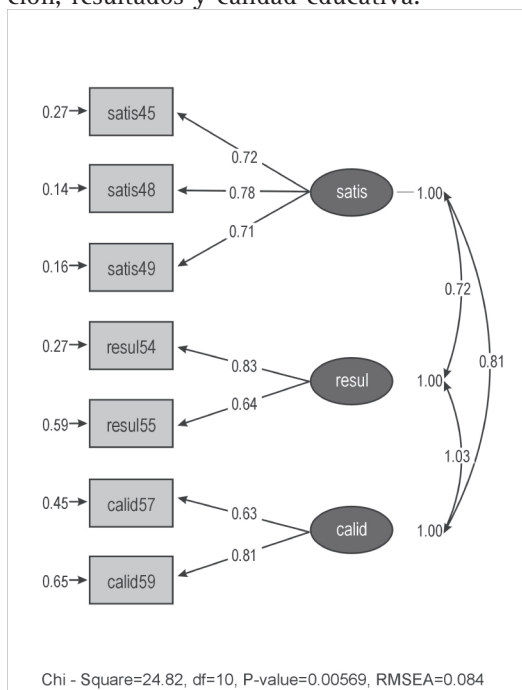 ción, resultados y calidad educativa.
0.27 satis45
0.72
0.14 satis48 0.78 satis 1.00
0.71
0.16 satis49
0.72
0.27 resul54
0.83 0.81
resul 1.00
0.64
0.59 resul55
1.03
0.45 calid57
0.63
calid 1.00
0.81
0.65 calid59
Chi - Square=24.82, df=10, P-value=0.00569, RMSEA=0.084